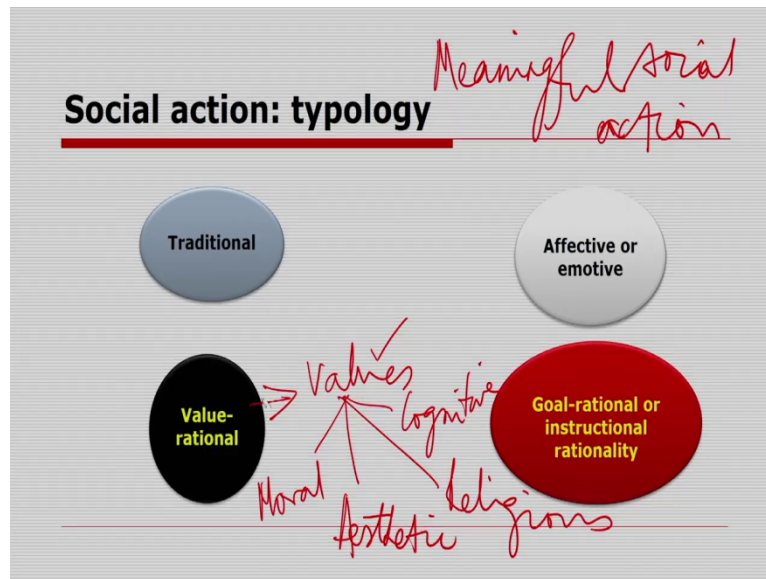 Meaningful social
action
Social action: typology
Traditional
Affective or
emotive
Values
Cognitive
Value-
rational
Goal-rational or
instructional
rationality
Moral
Aesthetic
Religious